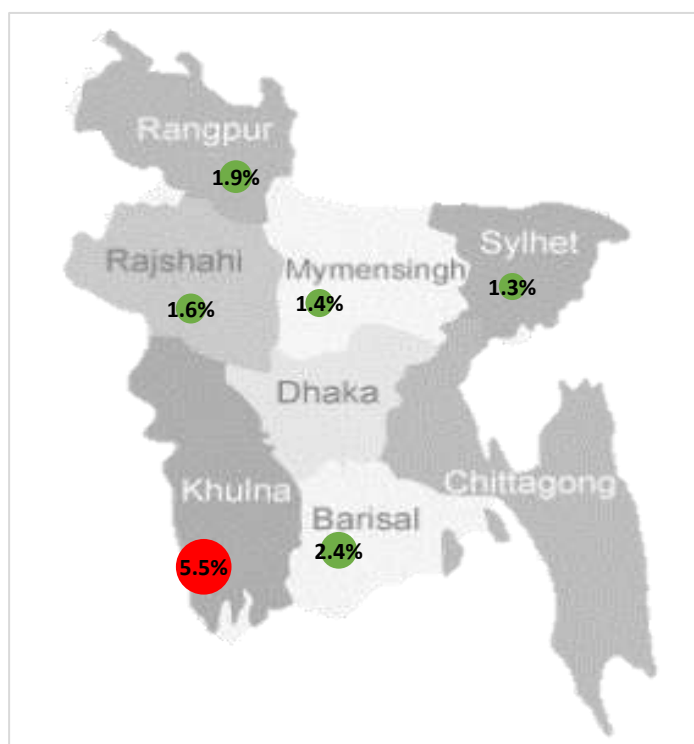 Rangpur
1.9%
Rajshahi
1.6%
Mymensingh
1.4%
Sylhet
1.3%
Dhaka
Khulna
5.5%
Barisal
2.4%
Chittagong